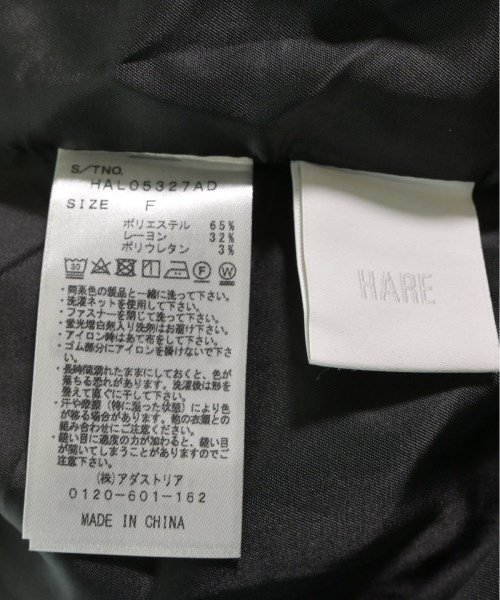 S/TNO.
HAL05327AD
SIZE F
ポリエステル 65%
レーヨン 32%
ポリウレタン 3%
30 F W
・同系色の製品と一緒に洗って下さい。
・洗濯ネットを使用して下さい。
・ファスナーを閉じて洗って下さい。
・蛍光増白剤入り洗剤はお避け下さい。
・アイロン時はあて布をして下さい。
・ゴム部分にアイロンを掛けないで下さ
い。
・長時間濡れたままにしておくと、色が
落ちる恐れがあります。洗濯後は形を
整えて直ぐに干して下さい。
・汗や摩擦（特に湿った状態）により色
が移る場合があります。他の衣類との
組み合わせにご注意下さい。
・縫い目に過度の力が加わると、縫い目
が開いてしまうことがありますのでご
注意下さい。
(株)アダストリア
0120-601-162
MADE IN CHINA
HARE